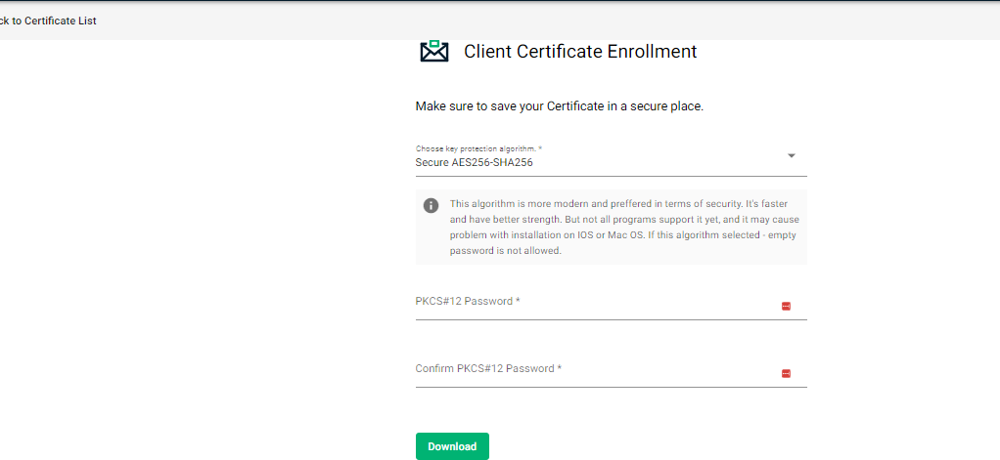 ck to Certificate List
Client Certificate Enrollment
Make sure to save your Certificate in a secure place.
Choose key protection algorithm. *
Secure AES256-SHA256
This algorithm is more modern and preffered in terms of security. It's faster
and have better strength. But not all programs support it yet, and it may cause
problem with installation on IOS or Mac OS. If this algorithm selected - empty
password is not allowed.
PKCS#12 Password *
Confirm PKCS#12 Password *
Download